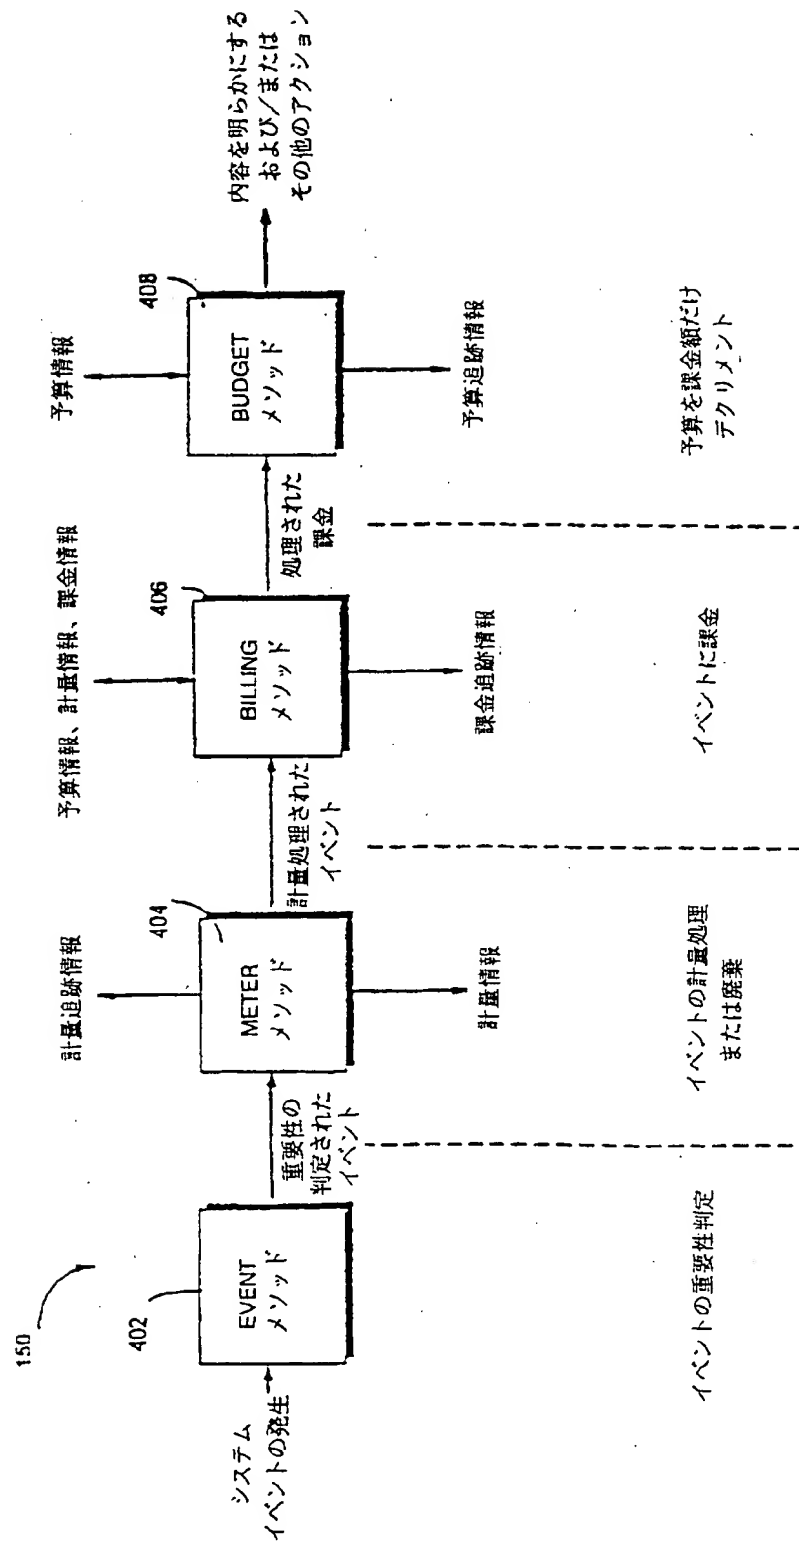 150
システム
イベントの発生
402
EVENT
メソッド
重要性の
判定された
イベント
計量追跡情報
404
METER
メソッド
計量情報
計量処理された
イベント
予算情報、計量情報、課金情報
406
BILLING
メソッド
課金追跡情報
処理された
課金
予算情報
408
BUDGET
メソッド
予算追跡情報
内容を明らかにする
および/または
その他のアクション
イベントの重要性判定
イベントの計量処理
または廃棄
イベントに課金
予算を課金額だけ
デクリメント